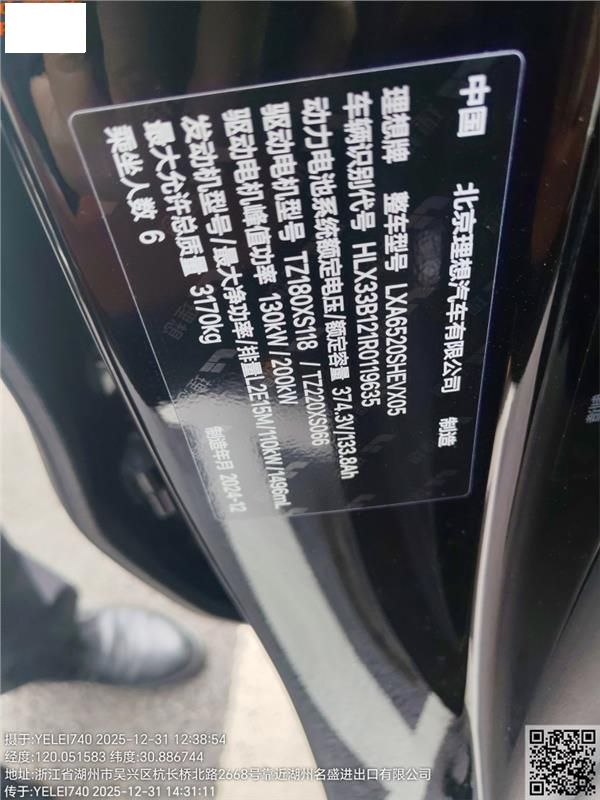 中国 北京理想汽车有限公司 制造
理想牌 整车型号 LXA6520SHEVX05
车辆识别代号 HLX33B121R0119635
动力电池系统额定电压/额定容量 374.3V/133.8Ah
驱动电机型号 TZ180XS118 / TZ220XS066
驱动电机峰值功率 130kW/200kW
发动机型号/最大净功率/排量L2E15M/110kW/1496mL
最大允许总质量 3170kg
乘坐人数 6
制造年月 2024-12
摄于:YELEI740 2025-12-31 12:38:54
经度:120.051583 纬度:30.886744
地址:浙江省湖州市吴兴区杭长桥北路2668号靠近湖州名盛进出口有限公司
传于:YELEI740 2025-12-31 14:31:11